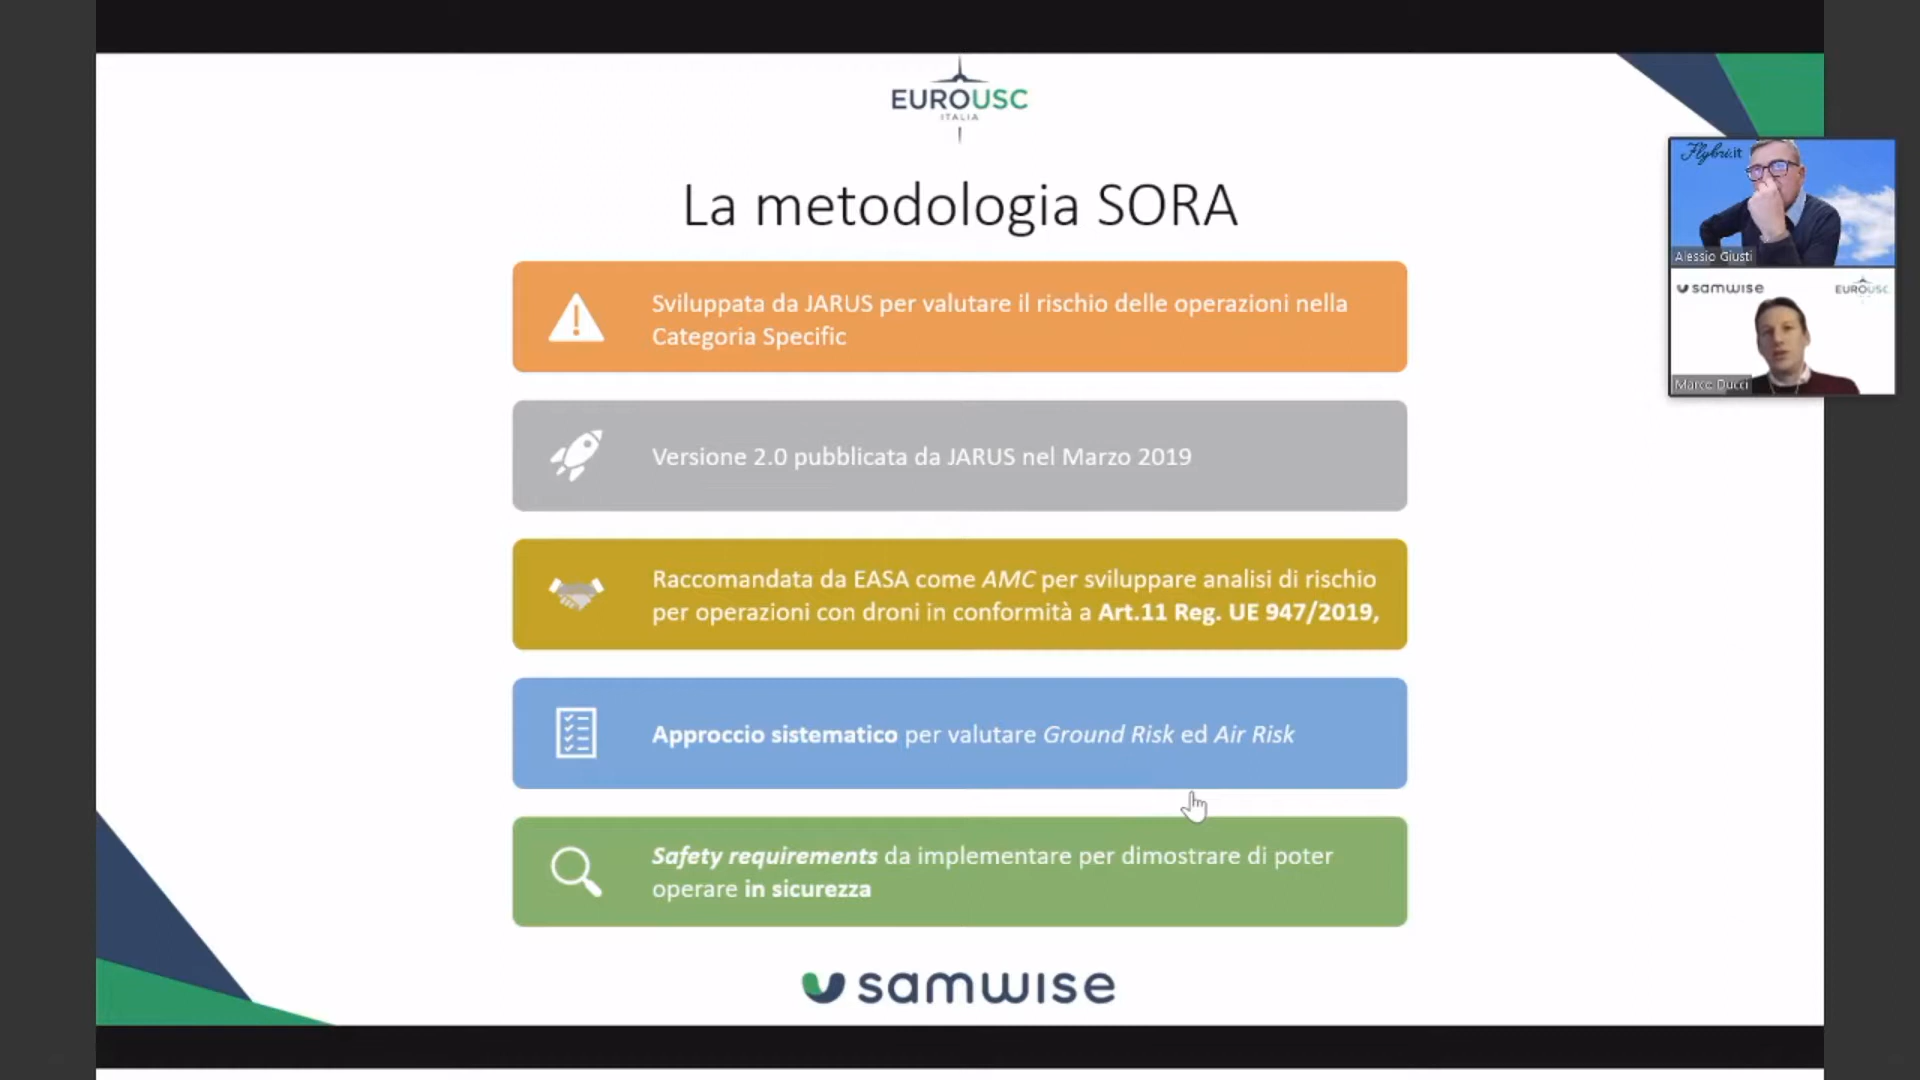 EUROUSC
ITALIA
La metodologia SORA
Sviluppata da JARUS per valutare il rischio delle operazioni nella
Categoria Specific
Versione 2.0 pubblicata da JARUS nel Marzo 2019
Raccomandata da EASA come AMC per sviluppare analisi di rischio
per operazioni con droni in conformità a Art.11 Reg. UE 947/2019,
Approccio sistematico per valutare Ground Risk ed Air Risk
Safety requirements da implementare per dimostrare di poter
operare in sicurezza
samwise
Flybri.it
Alessio Giusti
samwise
EUROUSC
Marco Ducci